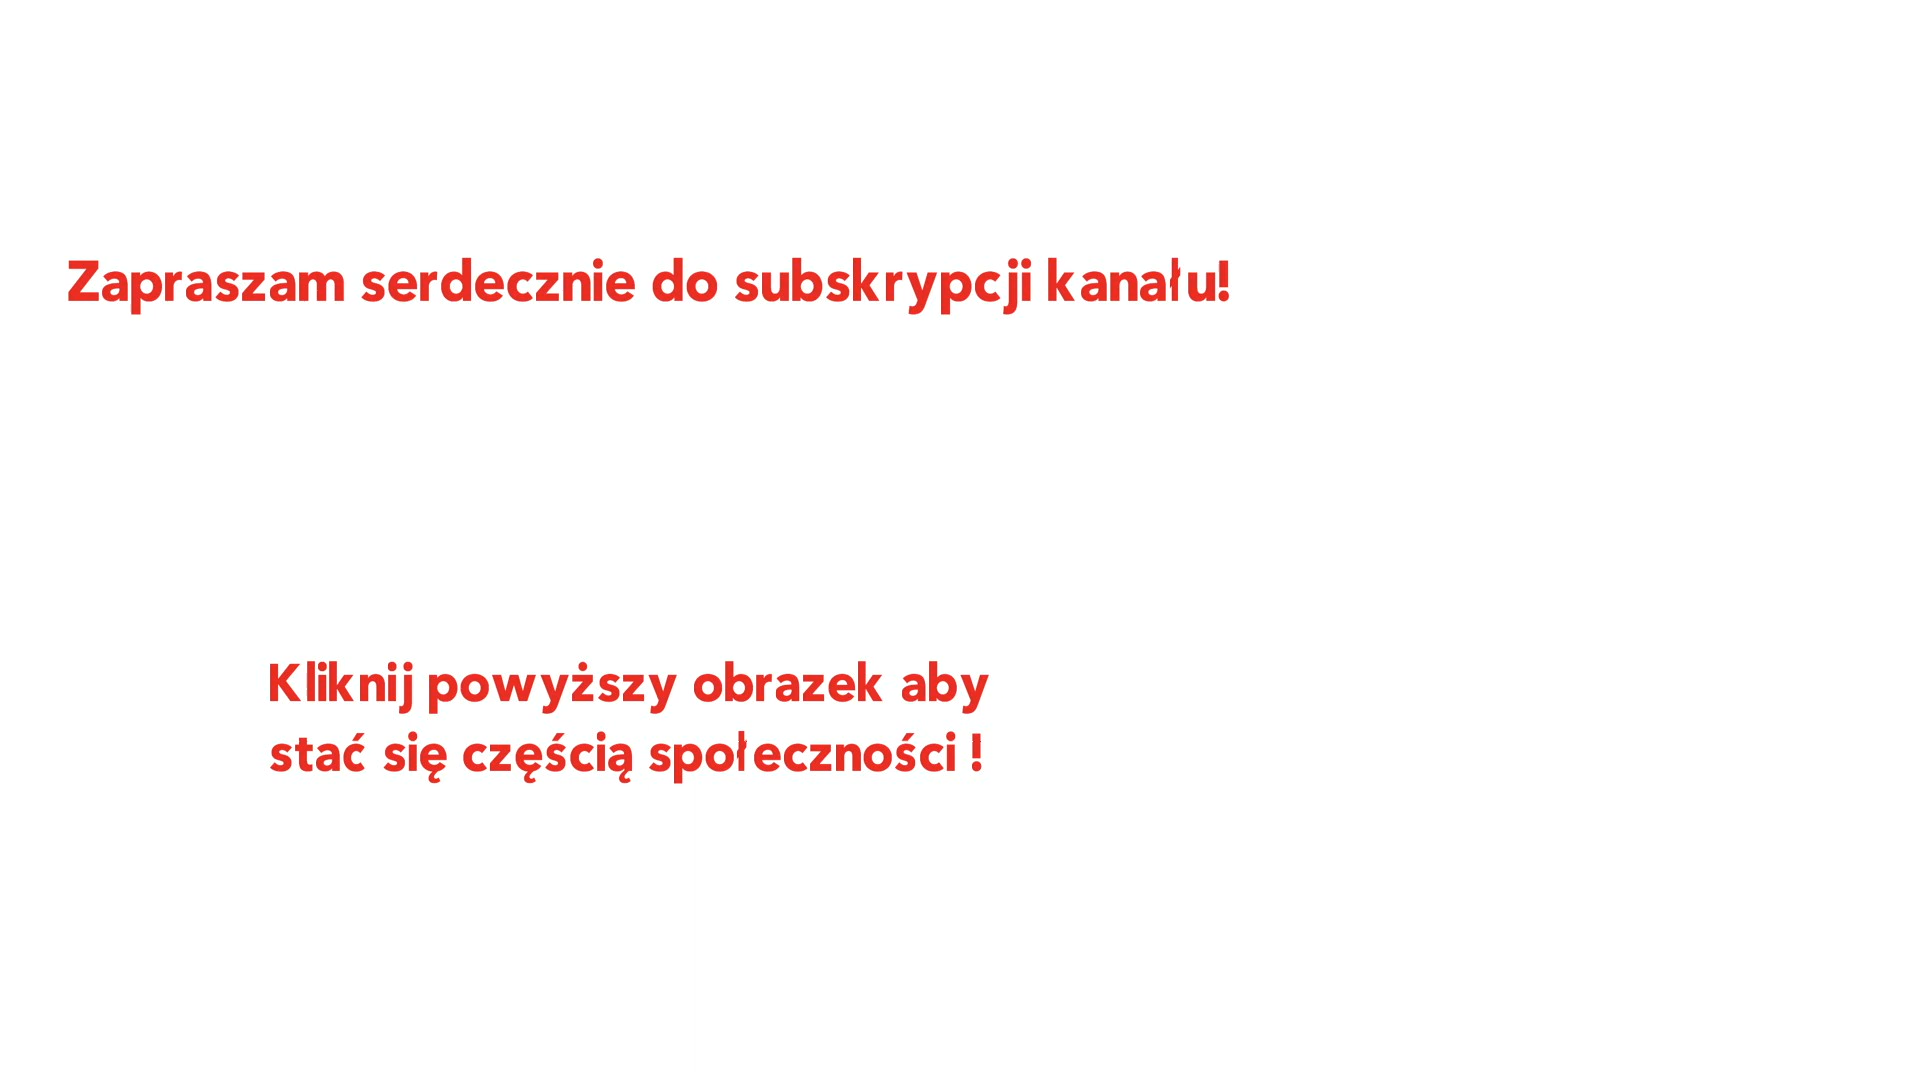 Zapraszam serdecznie do subskrypcji kanału!
Kliknij powyższy obrazek aby
stać się częścią społeczności !